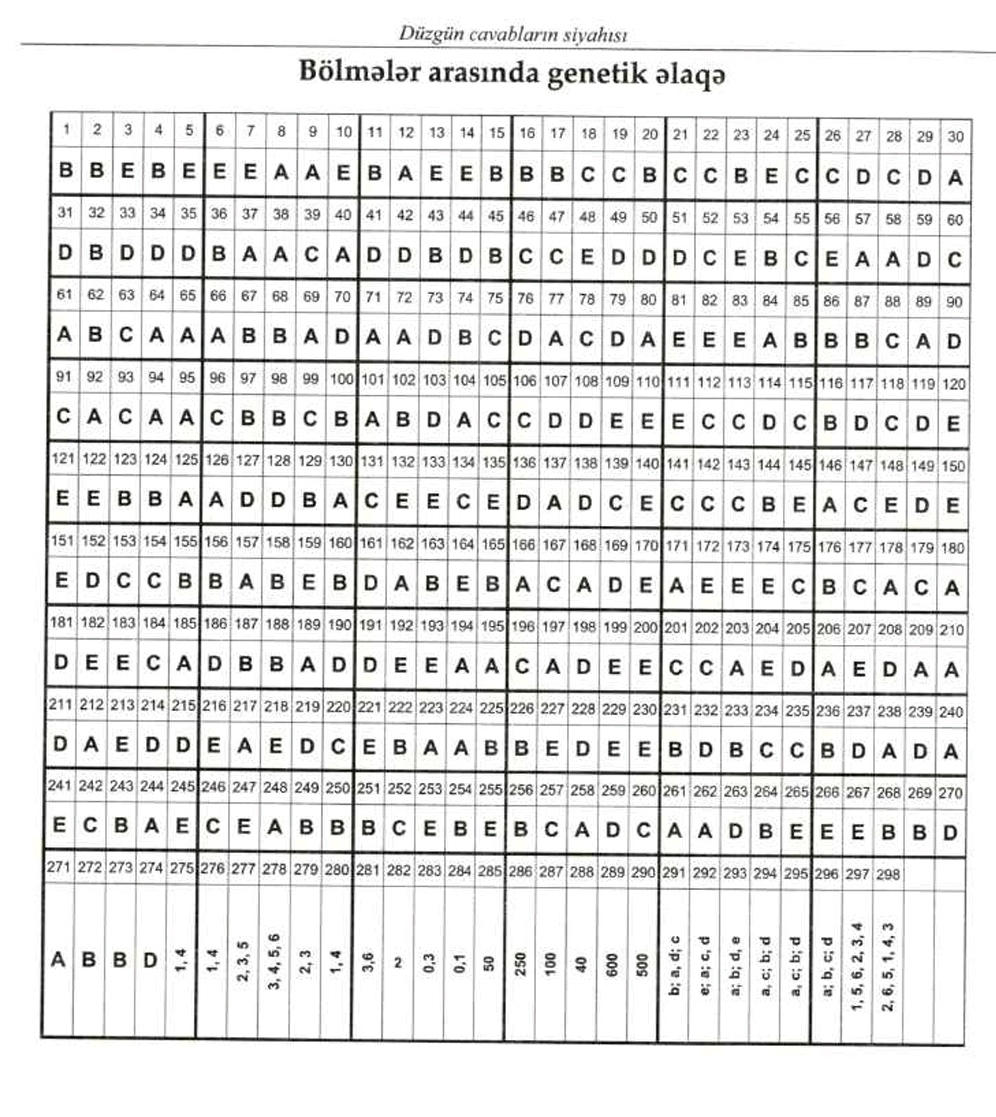 Düzgün cavabların siyahısı
Bölmələr arasında genetik əlaqə
1 2 3 4 5 6 7 8 9 10 11 12 13 14 15 16 17 18 19 20 21 22 23 24 25 26 27 28 29 30
B B E B E E E A A E B A E E B B B C C B C C B E C C D C D A
31 32 33 34 35 36 37 38 39 40 41 42 43 44 45 46 47 48 49 50 51 52 53 54 55 56 57 58 59 60
D B D D D B A A C A D D B D B C C E D D D C E B C E A A D C
61 62 63 64 65 66 67 68 69 70 71 72 73 74 75 76 77 78 79 80 81 82 83 84 85 86 87 88 89 90
A B C A A A B B A D A A D B C D A C D A E E E A B B B C A D
91 92 93 94 95 96 97 98 99 100 101 102 103 104 105 106 107 108 109 110 111 112 113 114 115 116 117 118 119 120
C A C A A C B B C B A B D A C C D D E E E C C D C B D C D E
121 122 123 124 125 126 127 128 129 130 131 132 133 134 135 136 137 138 139 140 141 142 143 144 145 146 147 148 149 150
E E B B A A D D B A C E E C E D A D C E C C C B E A C E D E
151 152 153 154 155 156 157 158 159 160 161 162 163 164 165 166 167 168 169 170 171 172 173 174 175 176 177 178 179 180
E D C C B B A B E B D A B E B A C A D E A E E E C B C A C A
181 182 183 184 185 186 187 188 189 190 191 192 193 194 195 196 197 198 199 200 201 202 203 204 205 206 207 208 209 210
D E E C A D B B A D D E E A A C A D E E C C A E D A E D A A
211 212 213 214 215 216 217 218 219 220 221 222 223 224 225 226 227 228 229 230 231 232 233 234 235 236 237 238 239 240
D A E D D E A E D C E B A A B B E D E E B D B C C B D A D A
241 242 243 244 245 246 247 248 249 250 251 252 253 254 255 256 257 258 259 260 261 262 263 264 265 266 267 268 269 270
E C B A E C E A B B B C E B E B C A D C A A D B E E E B B D
271 272 273 274 275 276 277 278 279 280 281 282 283 284 285 286 287 288 289 290 291 292 293 294 295 296 297 298
A B B D 1, 4 1, 4 2, 3, 5 3, 4, 5, 6 2, 3 1, 4 3,6 2 0,3 0,1 50 250 100 40 600 500 b; a, d; c e; a; c, d a; b; d, e a, c; b; d a, c; b; d a; b, c; d 1, 5, 6, 2, 3, 4 2, 6, 5, 1, 4, 3